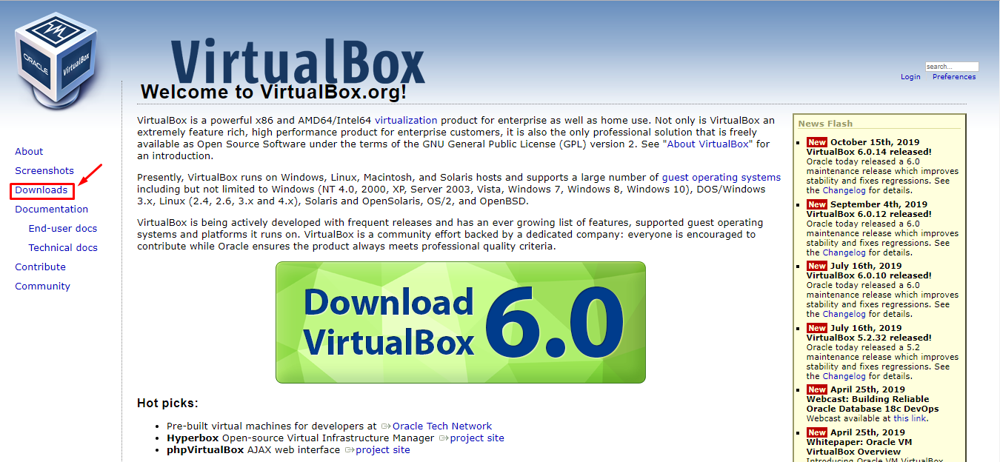 ORACLE
VirtualBox
VirtualBox
search...
Login Preferences
Welcome to VirtualBox.org!
About
Screenshots
Downloads
Documentation
End-user docs
Technical docs
Contribute
Community
VirtualBox is a powerful x86 and AMD64/Intel64 virtualization product for enterprise as well as home use. Not only is VirtualBox an
extremely feature rich, high performance product for enterprise customers, it is also the only professional solution that is freely
available as Open Source Software under the terms of the GNU General Public License (GPL) version 2. See "About VirtualBox" for
an introduction.
Presently, VirtualBox runs on Windows, Linux, Macintosh, and Solaris hosts and supports a large number of guest operating systems
including but not limited to Windows (NT 4.0, 2000, XP, Server 2003, Vista, Windows 7, Windows 8, Windows 10), DOS/Windows
3.x, Linux (2.4, 2.6, 3.x and 4.x), Solaris and OpenSolaris, OS/2, and OpenBSD.
VirtualBox is being actively developed with frequent releases and has an ever growing list of features, supported guest operating
systems and platforms it runs on. VirtualBox is a community effort backed by a dedicated company: everyone is encouraged to
contribute while Oracle ensures the product always meets professional quality criteria.
Download
VirtualBox 6.0
Hot picks:
Pre-built virtual machines for developers at Oracle Tech Network
Hyperbox Open-source Virtual Infrastructure Manager project site
phpVirtualBox AJAX web interface project site
News Flash
New October 15th, 2019
VirtualBox 6.0.14 released!
Oracle today released a 6.0
maintenance release which improves
stability and fixes regressions. See
the Changelog for details.
New September 4th, 2019
VirtualBox 6.0.12 released!
Oracle today released a 6.0
maintenance release which improves
stability and fixes regressions. See
the Changelog for details.
New July 16th, 2019
VirtualBox 6.0.10 released!
Oracle today released a 6.0
maintenance release which improves
stability and fixes regressions. See
the Changelog for details.
New July 16th, 2019
VirtualBox 5.2.32 released!
Oracle today released a 5.2
maintenance release which improves
stability and fixes regressions. See
the Changelog for details.
New April 25th, 2019
Webcast: Building Reliable
Oracle Database 18c DevOps
Webcast available at this link.
New April 25th, 2019
Whitepaper: Oracle VM
VirtualBox Overview
Introducing Oracle VM VirtualBox